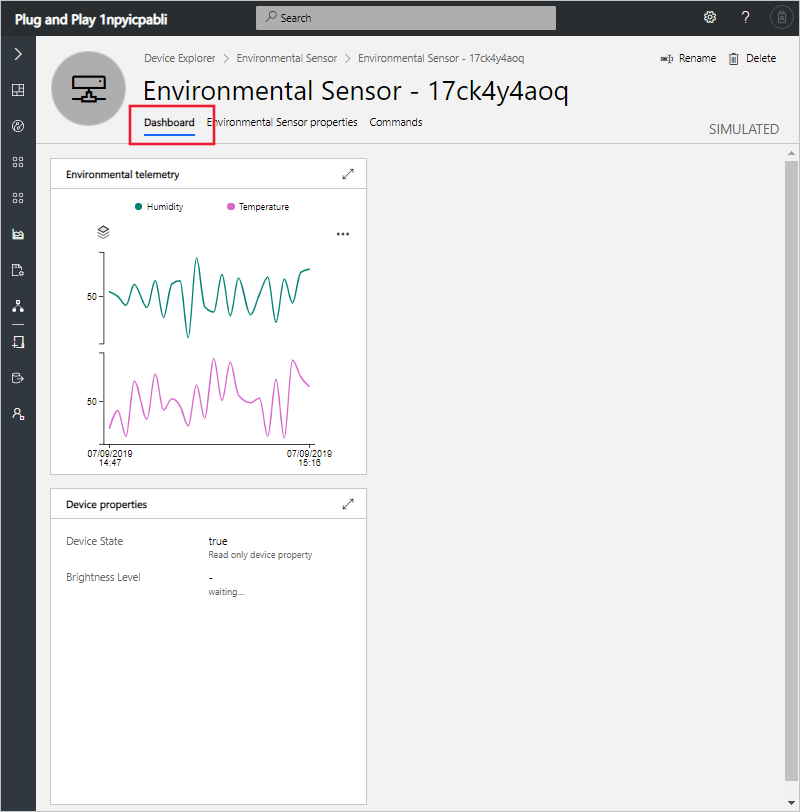 Plug and Play 1npyicpabli
Search
?
Device Explorer > Environmental Sensor > Environmental Sensor - 17ck4y4aoq
Rename
Delete
Environmental Sensor - 17ck4y4aoq
Dashboard
Environmental Sensor properties
Commands
SIMULATED
Environmental telemetry
Humidity
Temperature
50
50
07/09/2019
14:47
07/09/2019
15:16
Device properties
Device State
true
Read only device property
Brightness Level
-
waiting...